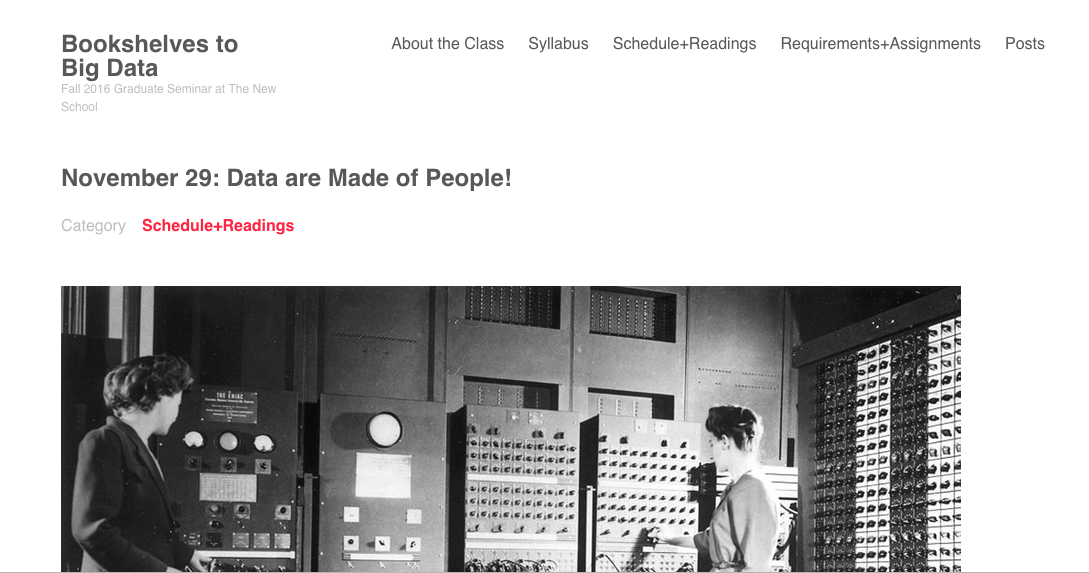 Bookshelves to
Big Data
Fall 2016 Graduate Seminar at The New
School
About the Class Syllabus Schedule+Readings Requirements+Assignments Posts
November 29: Data are Made of People!
Category Schedule+Readings
THE ENIAC